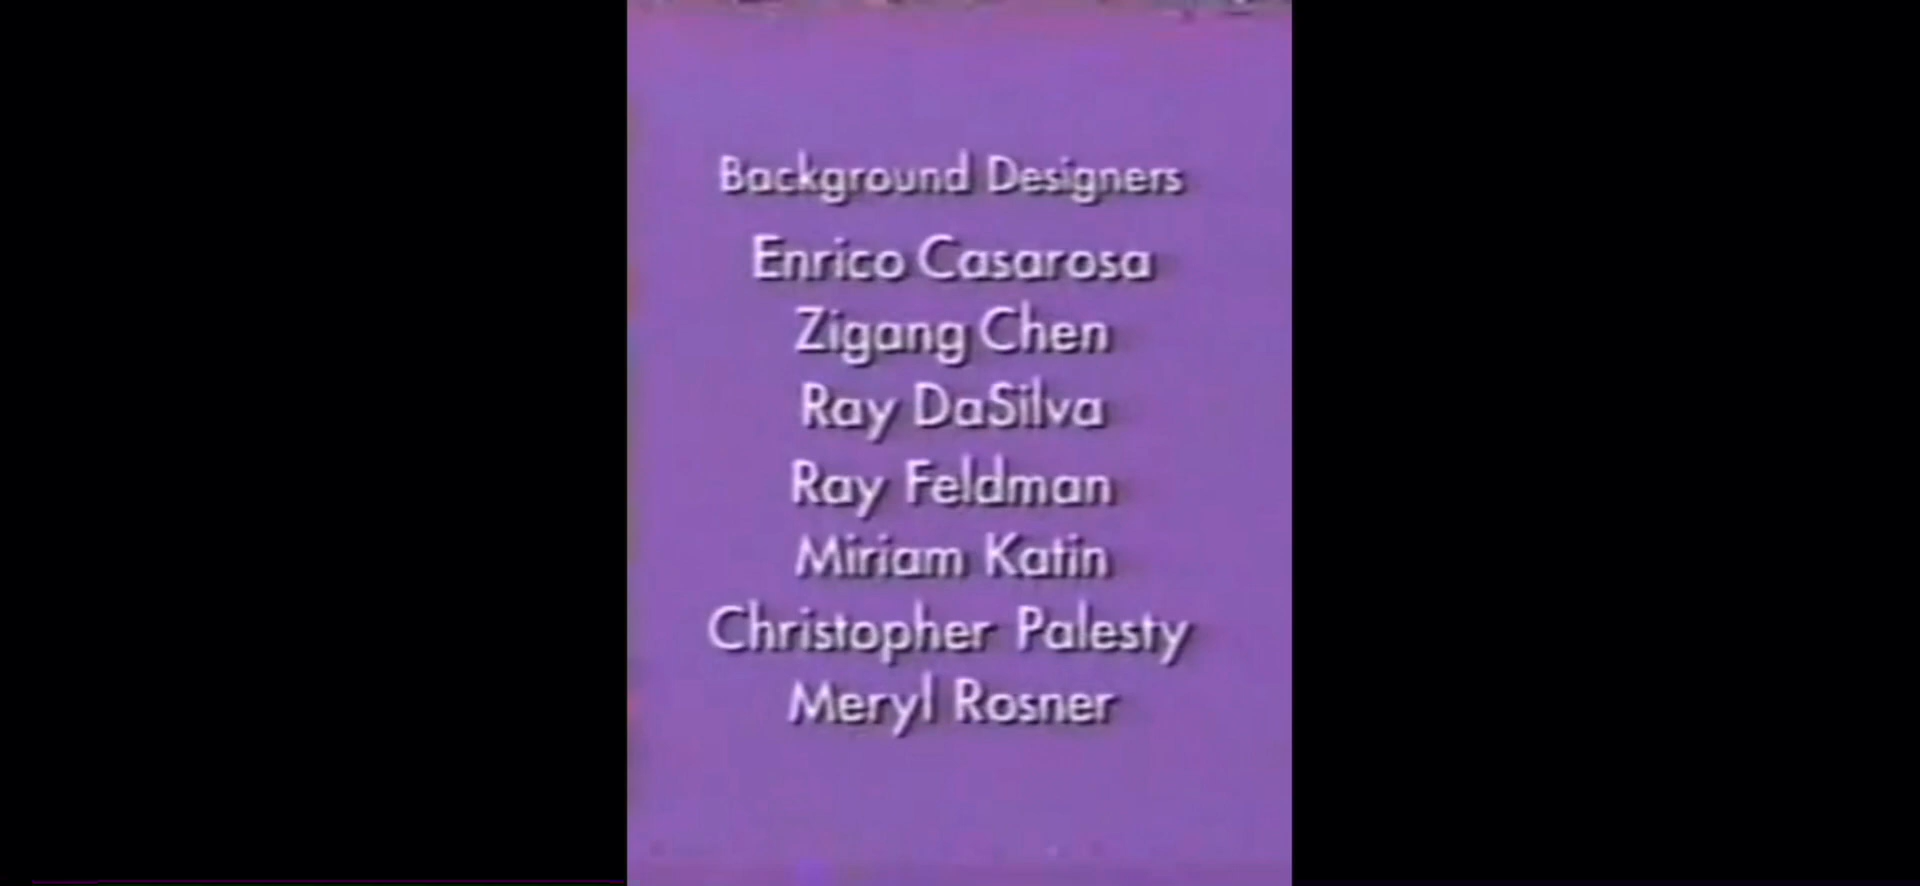 Background Designers
Enrico Casarosa
Zigang Chen
Ray DaSilva
Ray Feldman
Miriam Katin
Christopher Palesty
Meryl Rosner